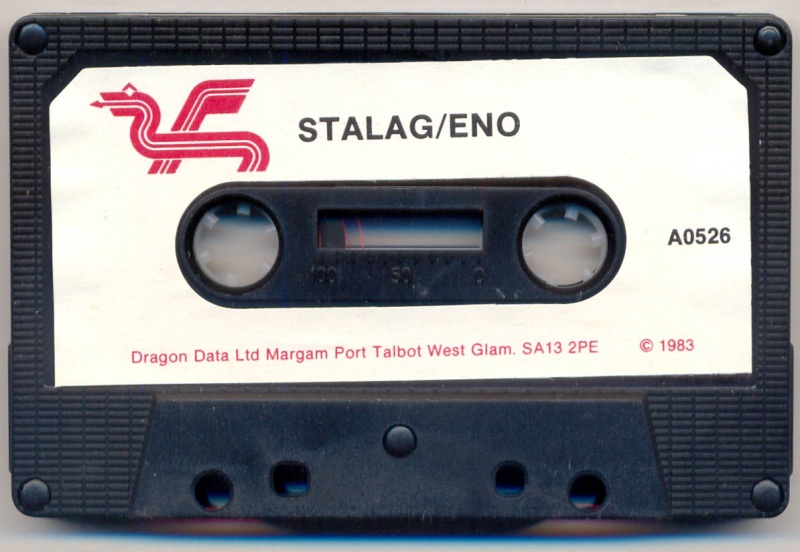 STALAG/ENO
A0526
100 50 0
Dragon Data Ltd Margam Port Talbot West Glam. SA13 2PE © 1983